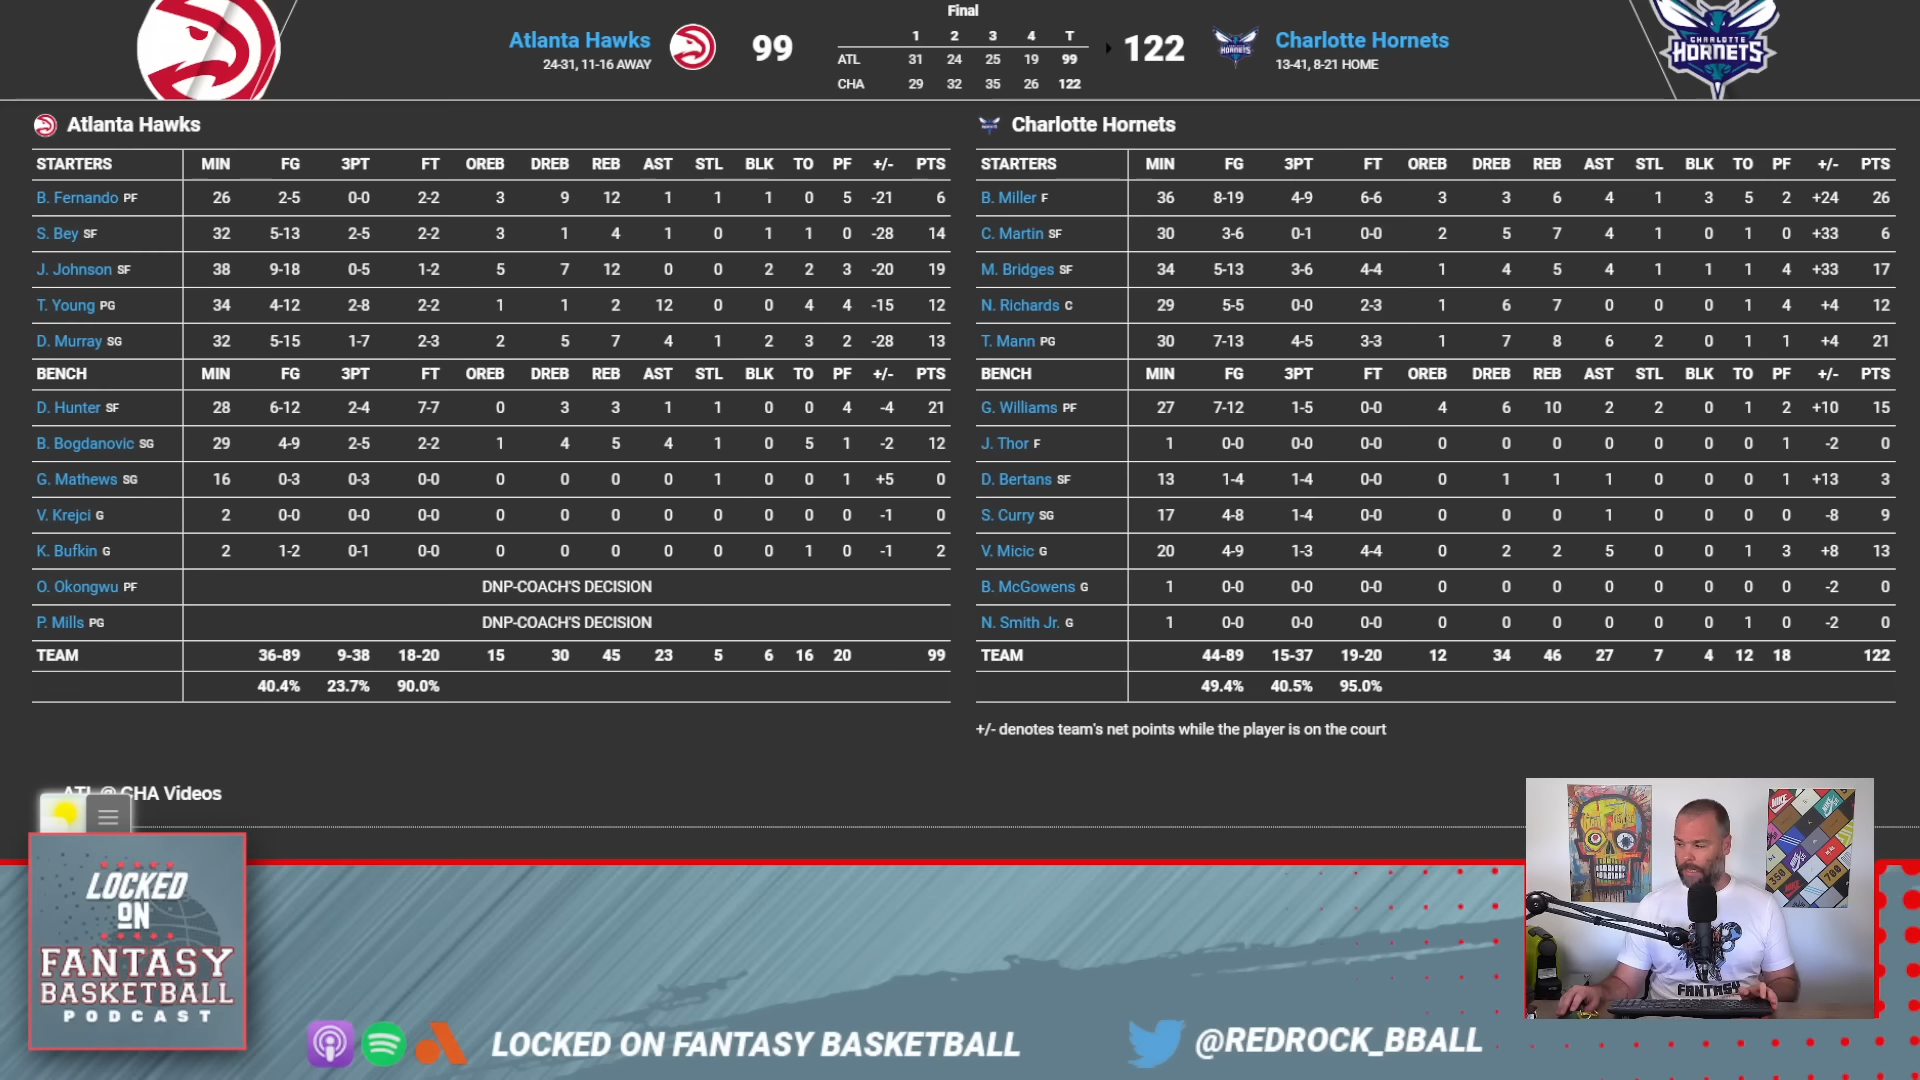 Final
Atlanta Hawks
24-31, 11-16 AWAY
99
1 2 3 4 T
ATL 31 24 25 19 99
CHA 29 32 35 26 122
122
Charlotte Hornets
13-41, 8-21 HOME
CHARLOTTE
HORNETS
Atlanta Hawks
STARTERS MIN FG 3PT FT OREB DREB REB AST STL BLK TO PF +/- PTS
B. Fernando PF 26 2-5 0-0 2-2 3 9 12 1 1 1 0 5 -21 6
S. Bey SF 32 5-13 2-5 2-2 3 1 4 1 0 1 1 0 -28 14
J. Johnson SF 38 9-18 0-5 1-2 5 7 12 0 0 2 2 3 -20 19
T. Young PG 34 4-12 2-8 2-2 1 1 2 12 0 0 4 4 -15 12
D. Murray SG 32 5-15 1-7 2-3 2 5 7 4 1 2 3 2 -28 13
BENCH MIN FG 3PT FT OREB DREB REB AST STL BLK TO PF +/- PTS
D. Hunter SF 28 6-12 2-4 7-7 0 3 3 1 1 0 0 4 -4 21
B. Bogdanovic SG 29 4-9 2-5 2-2 1 4 5 4 1 0 5 1 -2 12
G. Mathews SG 16 0-3 0-3 0-0 0 0 0 0 1 0 0 1 +5 0
V. Krejci G 2 0-0 0-0 0-0 0 0 0 0 0 0 0 0 -1 0
K. Bufkin G 2 1-2 0-1 0-0 0 0 0 0 0 0 1 0 -1 2
O. Okongwu PF DNP-COACH'S DECISION
P. Mills PG DNP-COACH'S DECISION
TEAM 36-89 9-38 18-20 15 30 45 23 5 6 16 20 99
40.4% 23.7% 90.0%
Charlotte Hornets
STARTERS MIN FG 3PT FT OREB DREB REB AST STL BLK TO PF +/- PTS
B. Miller F 36 8-19 4-9 6-6 3 3 6 4 1 3 5 2 +24 26
C. Martin SF 30 3-6 0-1 0-0 2 5 7 4 1 0 1 0 +33 6
M. Bridges SF 34 5-13 3-6 4-4 1 4 5 4 1 1 1 4 +33 17
N. Richards C 29 5-5 0-0 2-3 1 6 7 0 0 0 1 4 +4 12
T. Mann PG 30 7-13 4-5 3-3 1 7 8 6 2 0 1 1 +4 21
BENCH MIN FG 3PT FT OREB DREB REB AST STL BLK TO PF +/- PTS
G. Williams PF 27 7-12 1-5 0-0 4 6 10 2 2 0 1 2 +10 15
J. Thor F 1 0-0 0-0 0-0 0 0 0 0 0 0 0 1 -2 0
D. Bertans SF 13 1-4 1-4 0-0 0 1 1 1 0 0 0 1 +13 3
S. Curry SG 17 4-8 1-4 0-0 0 0 0 1 0 0 0 0 -8 9
V. Micic G 20 4-9 1-3 4-4 0 2 2 5 0 0 1 3 +8 13
B. McGowens G 1 0-0 0-0 0-0 0 0 0 0 0 0 0 0 -2 0
N. Smith Jr. G 1 0-0 0-0 0-0 0 0 0 0 0 0 1 0 -2 0
TEAM 44-89 15-37 19-20 12 34 46 27 7 4 12 18 122
49.4% 40.5% 95.0%
+/- denotes team's net points while the player is on the court
ATL @ CHA Videos
LOCKED
ON
FANTASY
BASKETBALL
PODCAST
LOCKED ON FANTASY BASKETBALL
@REDROCK_BBALL
NIKE
350
700
FANTASY